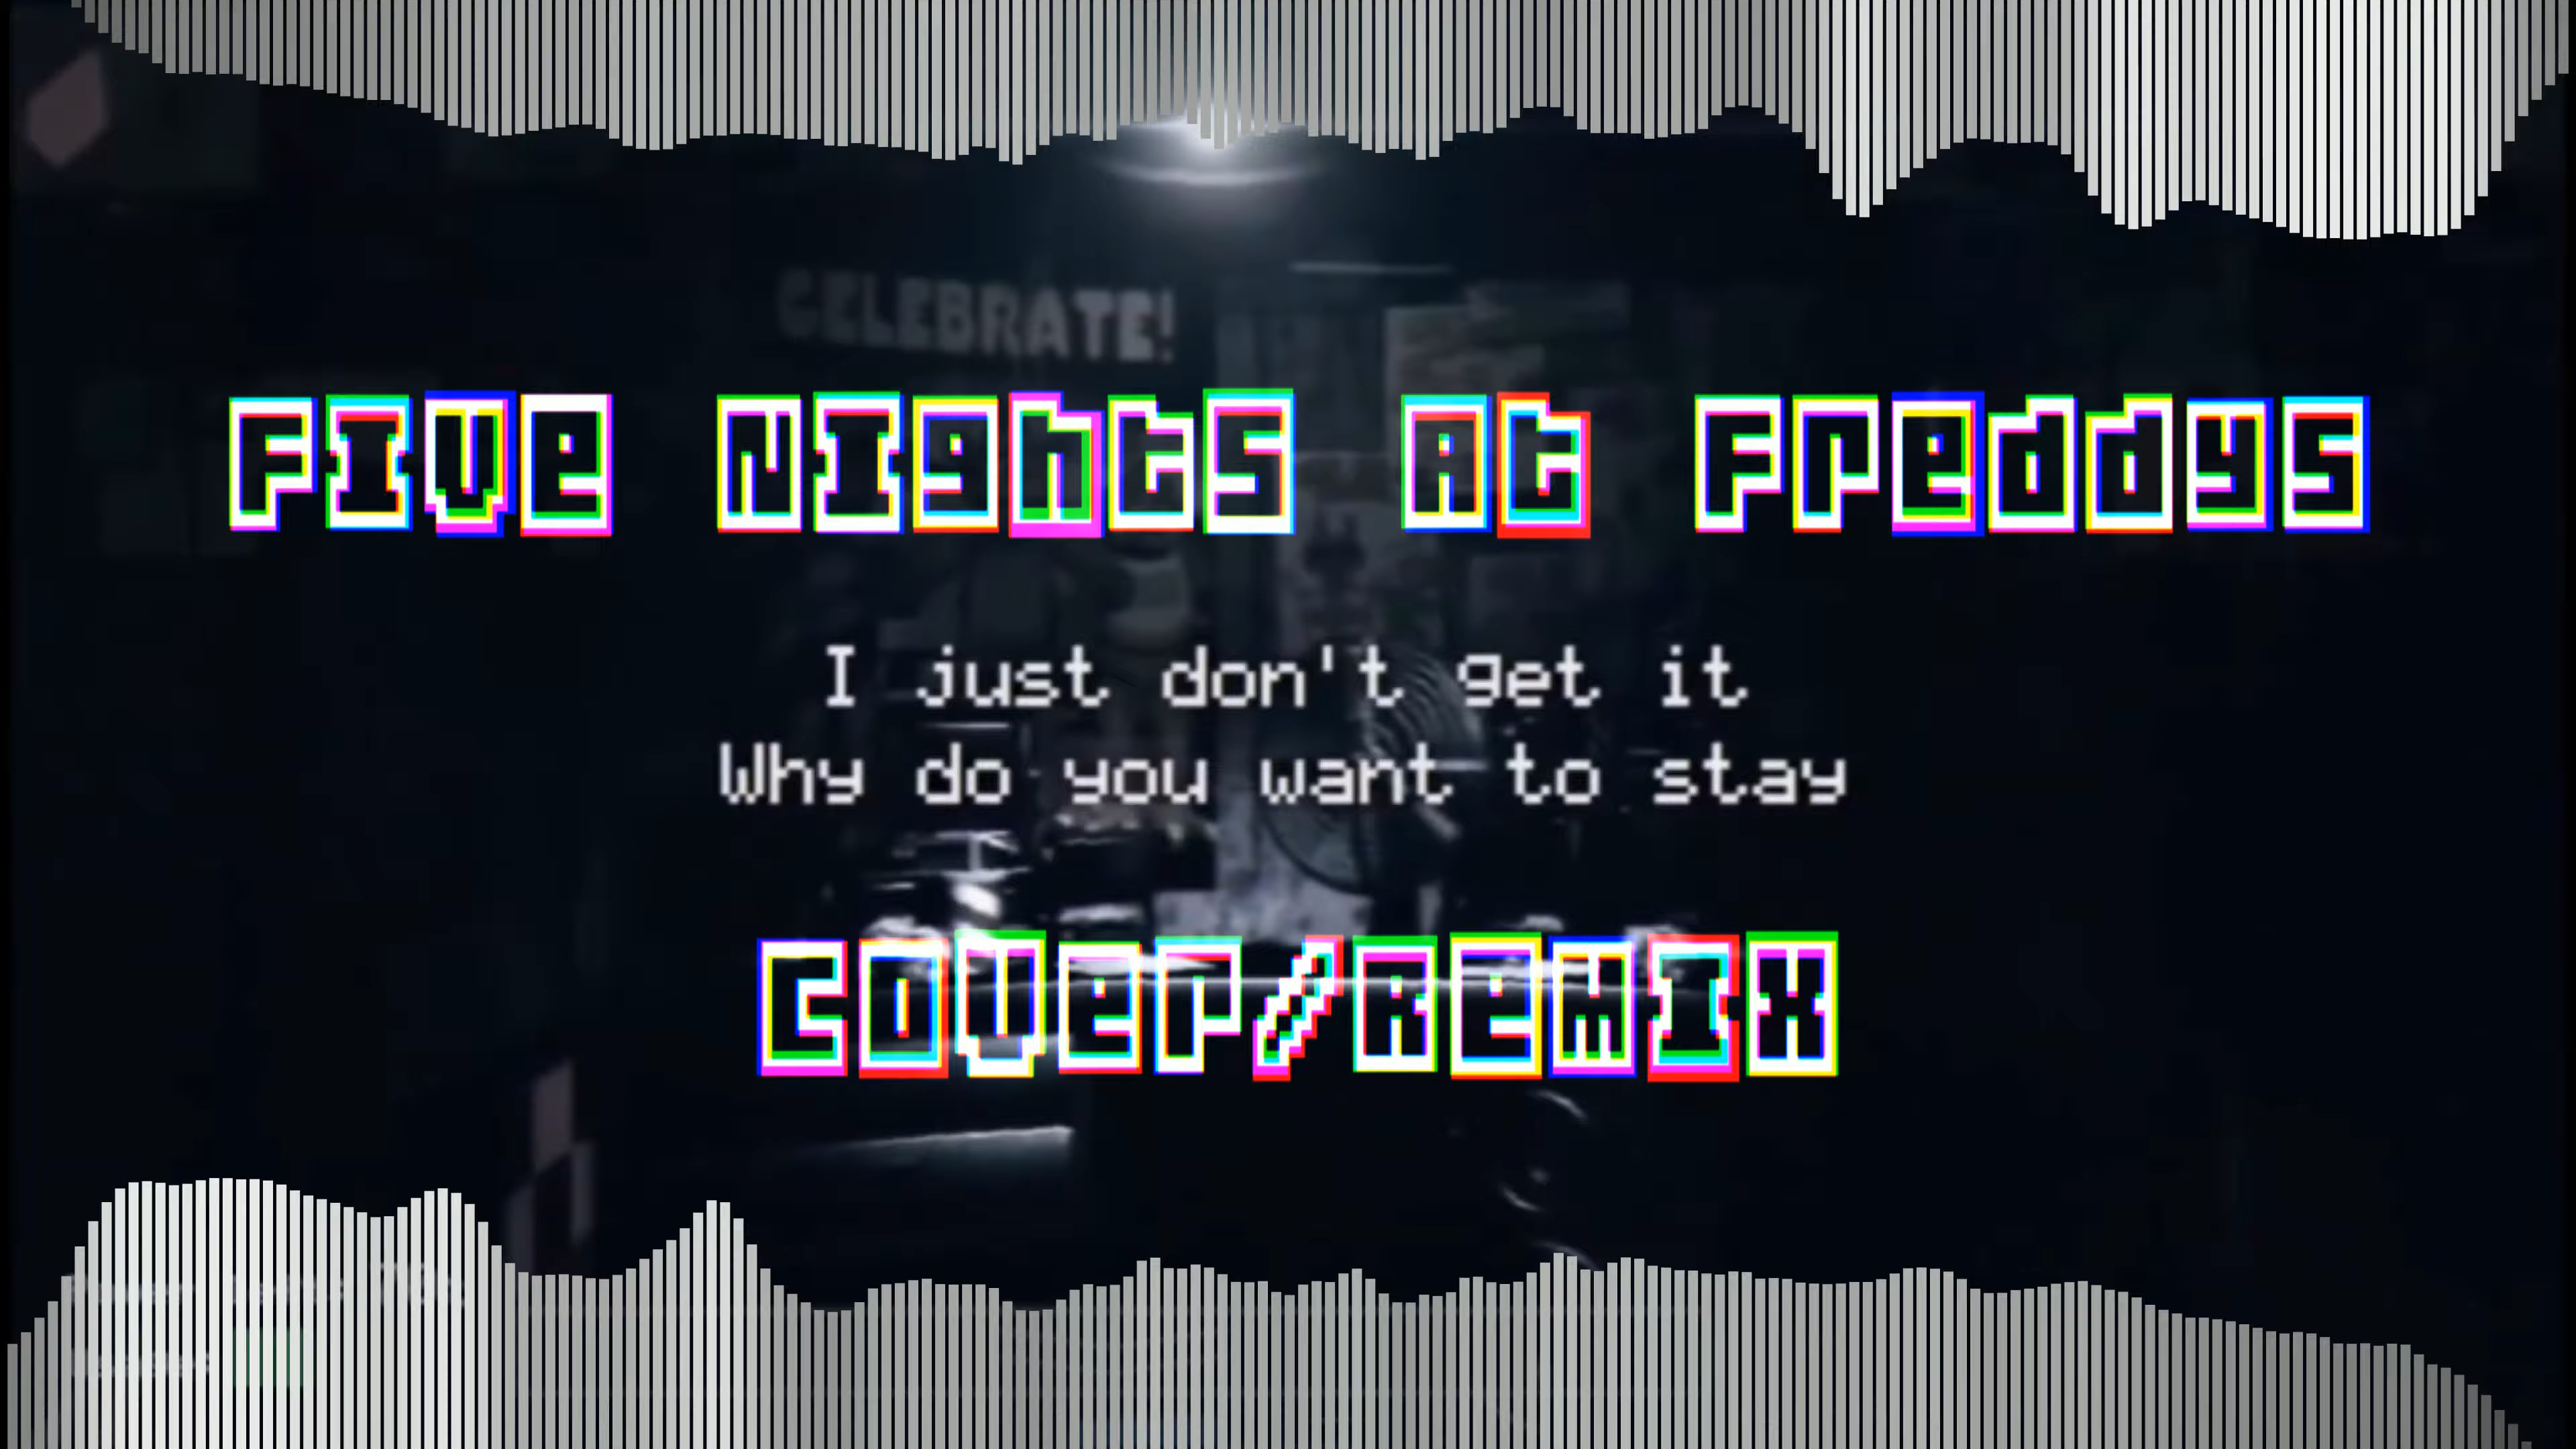 CELEBRATE!
FIVe NIghts At Freddys
I just don't get it
Why do you want to stay
Cover/RemIX